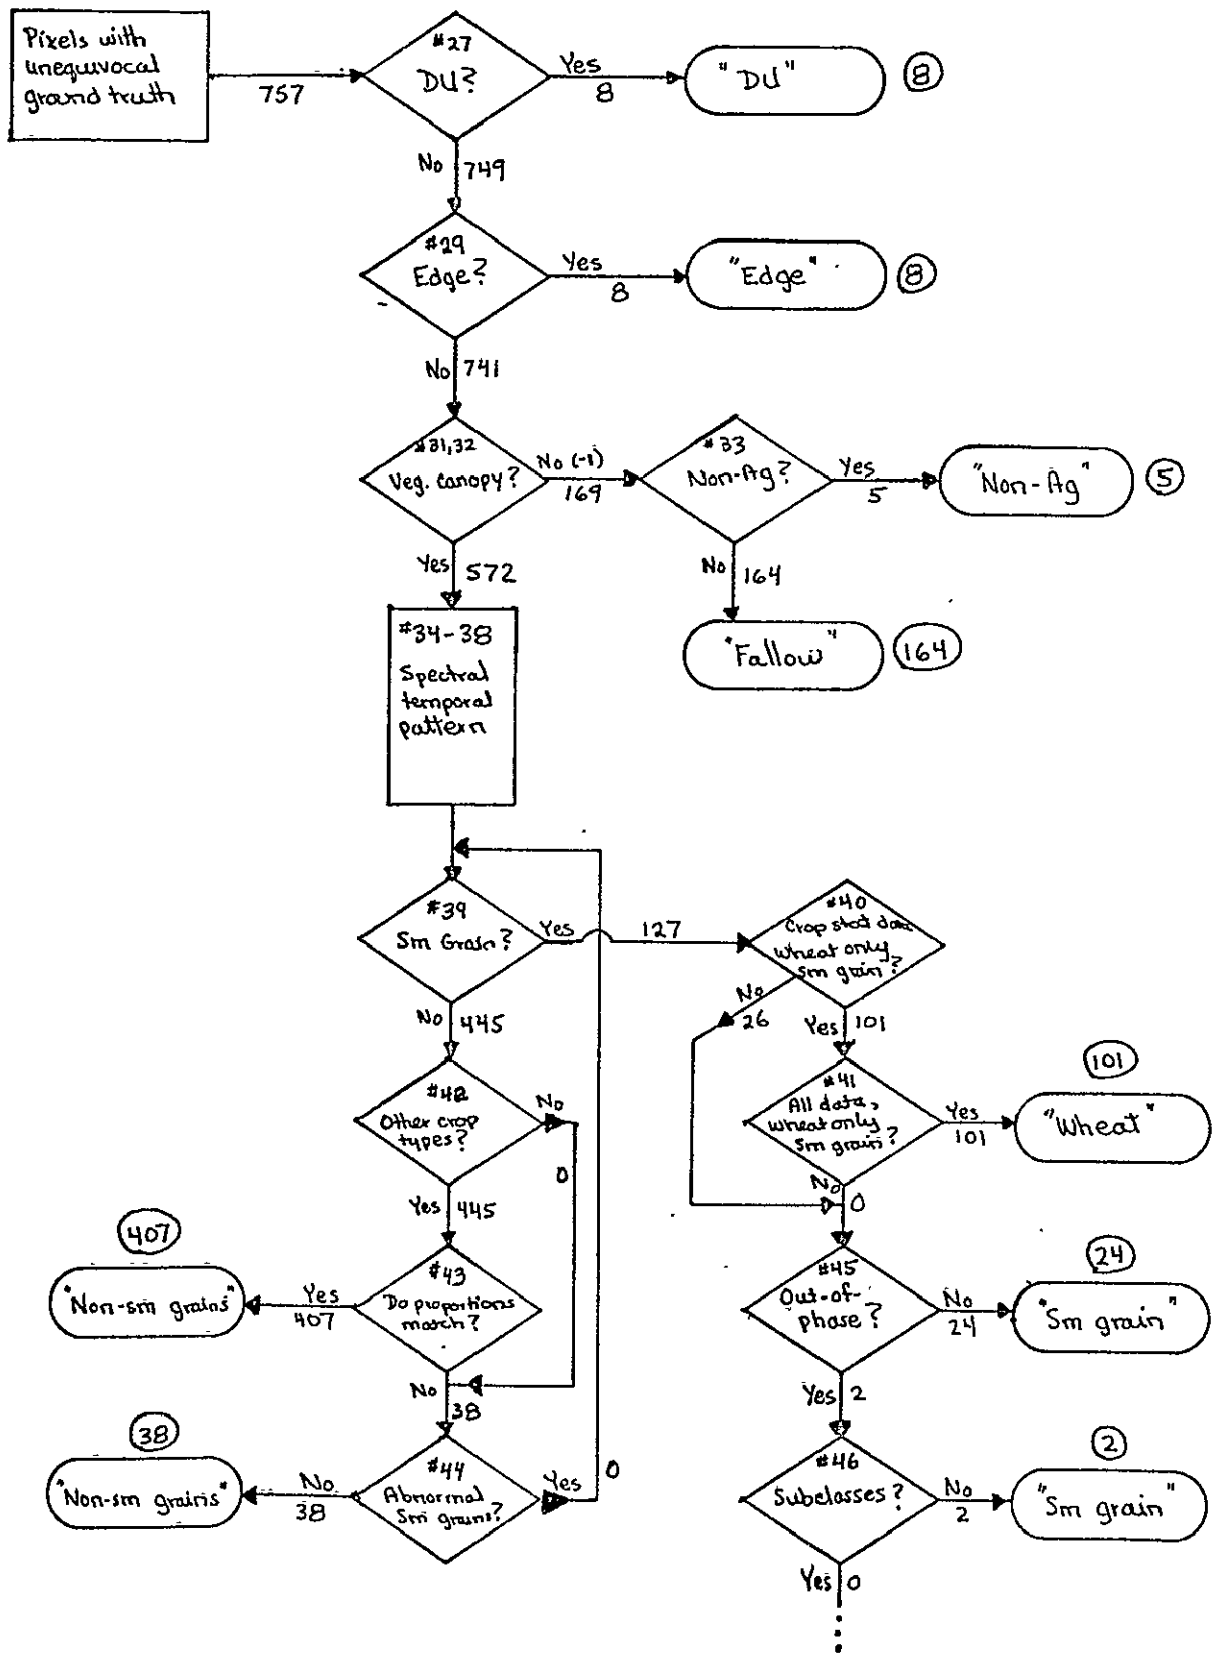 Pixels with
unequivocal
ground truth
757
#27
DU?
Yes
8
"DU"
8
No 749
#29
Edge?
Yes
8
"Edge"
8
No 741
#31,32
Veg. canopy?
No (-1)
169
#33
Non-Ag?
Yes
5
"Non-Ag"
5
Yes 572
No 164
"Fallow"
164
#34-38
Spectral
temporal
pattern
#39
Sm Grain?
Yes
127
#40
Crop stat data
wheat only
sm grain?
No
26
Yes 101
No 445
#41
All data,
wheat only
sm grain?
Yes
101
"Wheat"
101
No
0
#42
Other crop
types?
No
0
Yes 445
#43
Do proportions
match?
Yes
407
"Non-sm grains"
407
No
38
#44
Abnormal
Sm grains?
No
38
"Non-sm grains"
38
Yes
0
#45
Out-of-
phase?
No
24
"Sm grain"
24
Yes 2
#46
Subclasses?
No
2
"Sm grain"
2
Yes 0